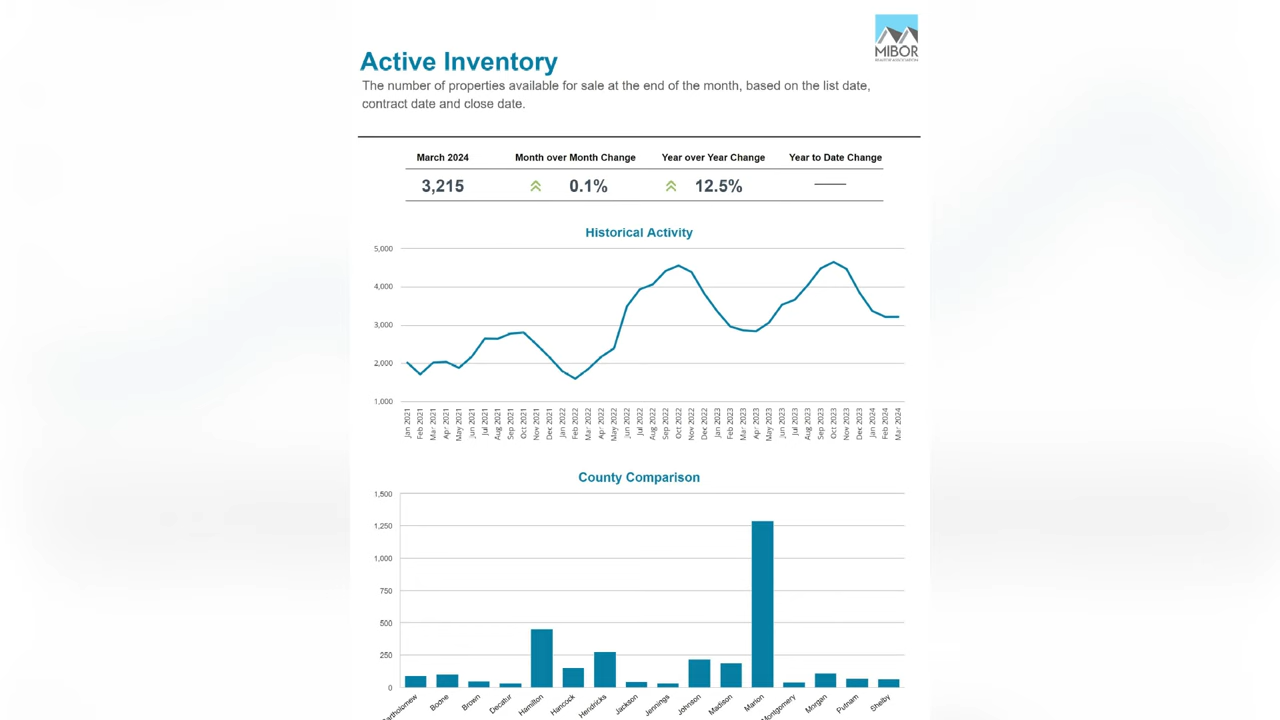 MIBOR
REALTOR ASSOCIATION
Active Inventory
The number of properties available for sale at the end of the month, based on the list date,
contract date and close date.
March 2024 Month over Month Change Year over Year Change Year to Date Change
3,215 0.1% 12.5%
Historical Activity
5,000
4,000
3,000
2,000
1,000
Jan 2021 Feb 2021 Mar 2021 Apr 2021 May 2021 Jun 2021 Jul 2021 Aug 2021 Sep 2021 Oct 2021 Nov 2021 Dec 2021 Jan 2022 Feb 2022 Mar 2022 Apr 2022 May 2022 Jun 2022 Jul 2022 Aug 2022 Sep 2022 Oct 2022 Nov 2022 Dec 2022 Jan 2023 Feb 2023 Mar 2023 Apr 2023 May 2023 Jun 2023 Jul 2023 Aug 2023 Sep 2023 Oct 2023 Nov 2023 Dec 2023 Jan 2024 Feb 2024 Mar 2024
County Comparison
1,500
1,250
1,000
750
500
250
0
artholomew Boone Brown Decatur Hamilton Hancock Hendricks Jackson Jennings Johnson Madison Marion Montgomery Morgan Putnam Shelby